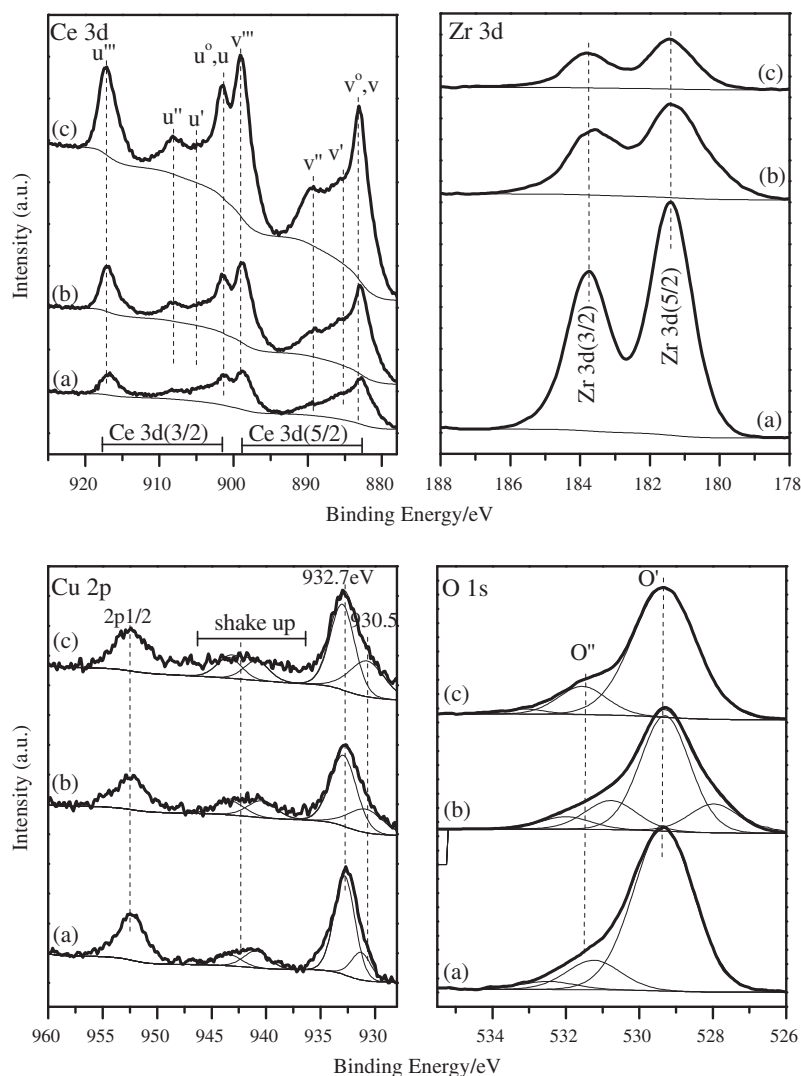 Ce 3d
u''' u'' u' uº,u v''' v'' v' vº,v
(c)
(b)
(a)
Ce 3d(3/2) Ce 3d(5/2)
920 910 900 890 880
Intensity (a.u.)
Zr 3d
(c)
(b)
Zr 3d(3/2) Zr 3d(5/2)
(a)
188 186 184 182 180 178
Binding Energy/eV
Cu 2p
932.7eV
2p1/2 shake up 930.5
(c)
(b)
(a)
960 955 950 945 940 935 930
Intensity (a.u.)
O 1s
O'
O''
(c)
(b)
(a)
534 532 530 528 526
Binding Energy/eV